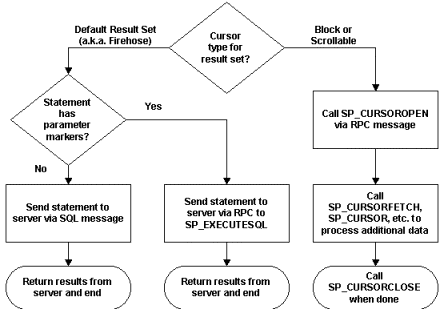 Default Result Set
(a.k.a. Firehose)
Cursor
type for
result set?
Block or
Scrollable
Statement
has
parameter
markers?
Yes
No
Call SP_CURSOROPEN
via RPC message
Send statement to
server via SQL message
Send statement to
server via RPC to
SP_EXECUTESQL
Call
SP_CURSORFETCH,
SP_CURSOR, etc. to
process additional data
Return results from
server and end
Return results from
server and end
Call
SP_CURSORCLOSE
when done